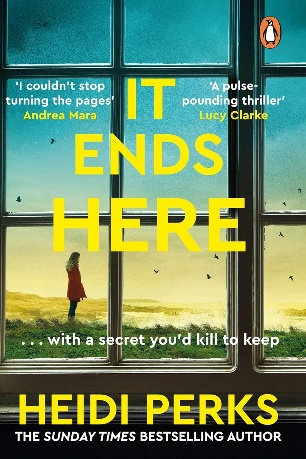 'I couldn't stop
turning the pages'
Andrea Mara
'A pulse-
pounding thriller'
Lucy Clarke
IT
ENDS
HERE
. . . with a secret you'd kill to keep
HEIDI PERKS
THE SUNDAY TIMES BESTSELLING AUTHOR